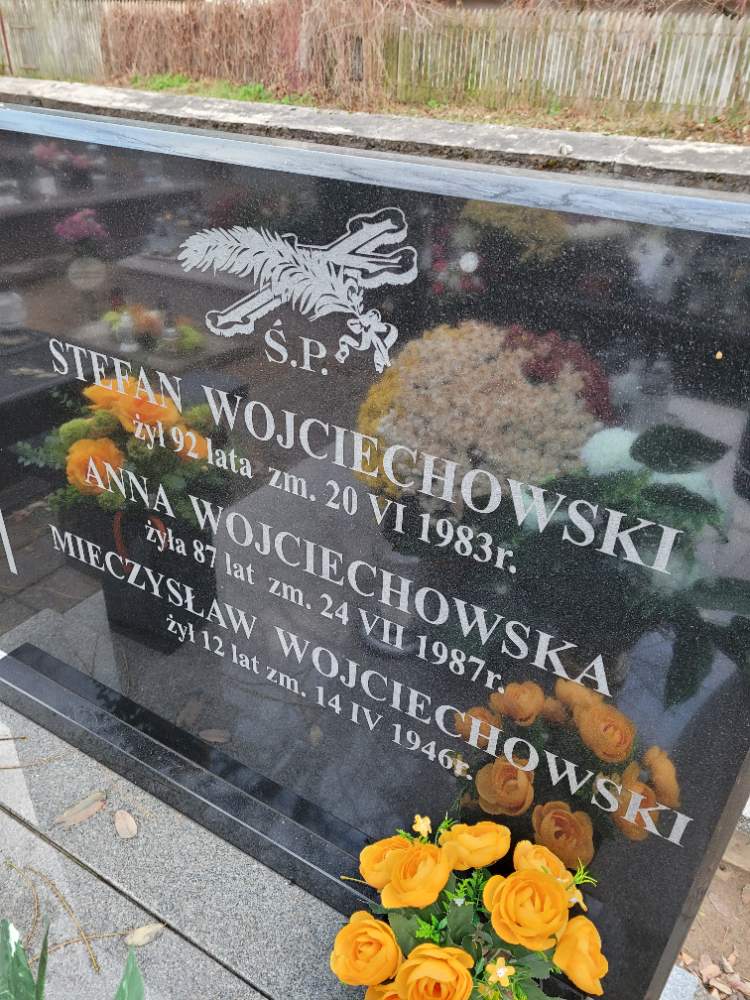 Ś.P.
STEFAN WOJCIECHOWSKI
żył 92 lata zm. 20 VI 1983r.
ANNA WOJCIECHOWSKA
żyła 87 lat zm. 24 VII 1987r.
MIECZYSŁAW WOJCIECHOWSKI
żył 12 lat zm. 14 IV 1946r.